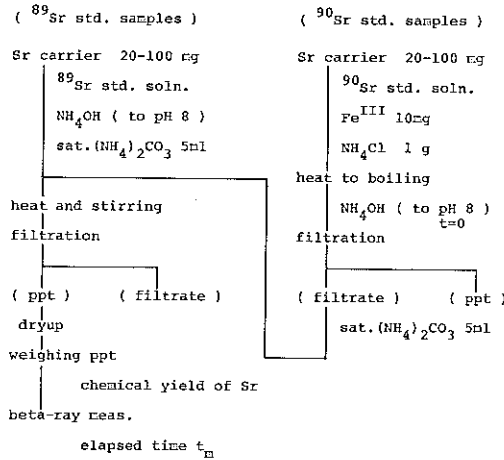 ( ⁸⁹Sr std. samples )
Sr carrier 20-100 mg
⁸⁹Sr std. soln.
NH₄OH ( to pH 8 )
sat.(NH₄)₂CO₃ 5ml
heat and stirring
filtration
( ppt )
( filtrate )
dryup
weighing ppt
chemical yield of Sr
beta-ray meas.
elapsed time tₘ
( ⁹⁰Sr std. samples )
Sr carrier 20-100 mg
⁹⁰Sr std. soln.
Feᴵᴵᴵ 10mg
NH₄Cl 1 g
heat to boiling
NH₄OH ( to pH 8 )
t=0
filtration
( filtrate )
( ppt )
sat.(NH₄)₂CO₃ 5ml